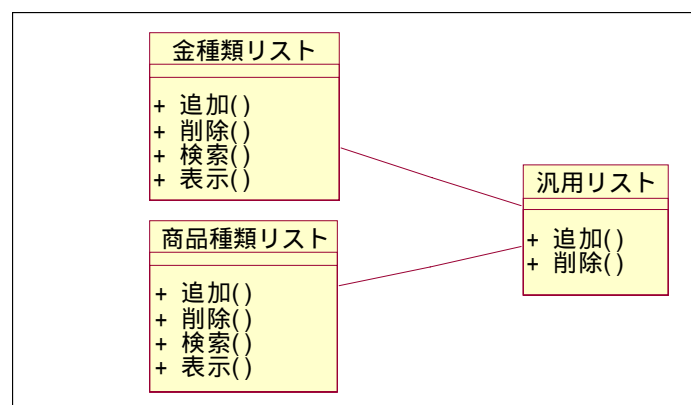 金種類リスト
+ 追加()
+ 削除()
+ 検索()
+ 表示()
商品種類リスト
+ 追加()
+ 削除()
+ 検索()
+ 表示()
汎用リスト
+ 追加()
+ 削除()